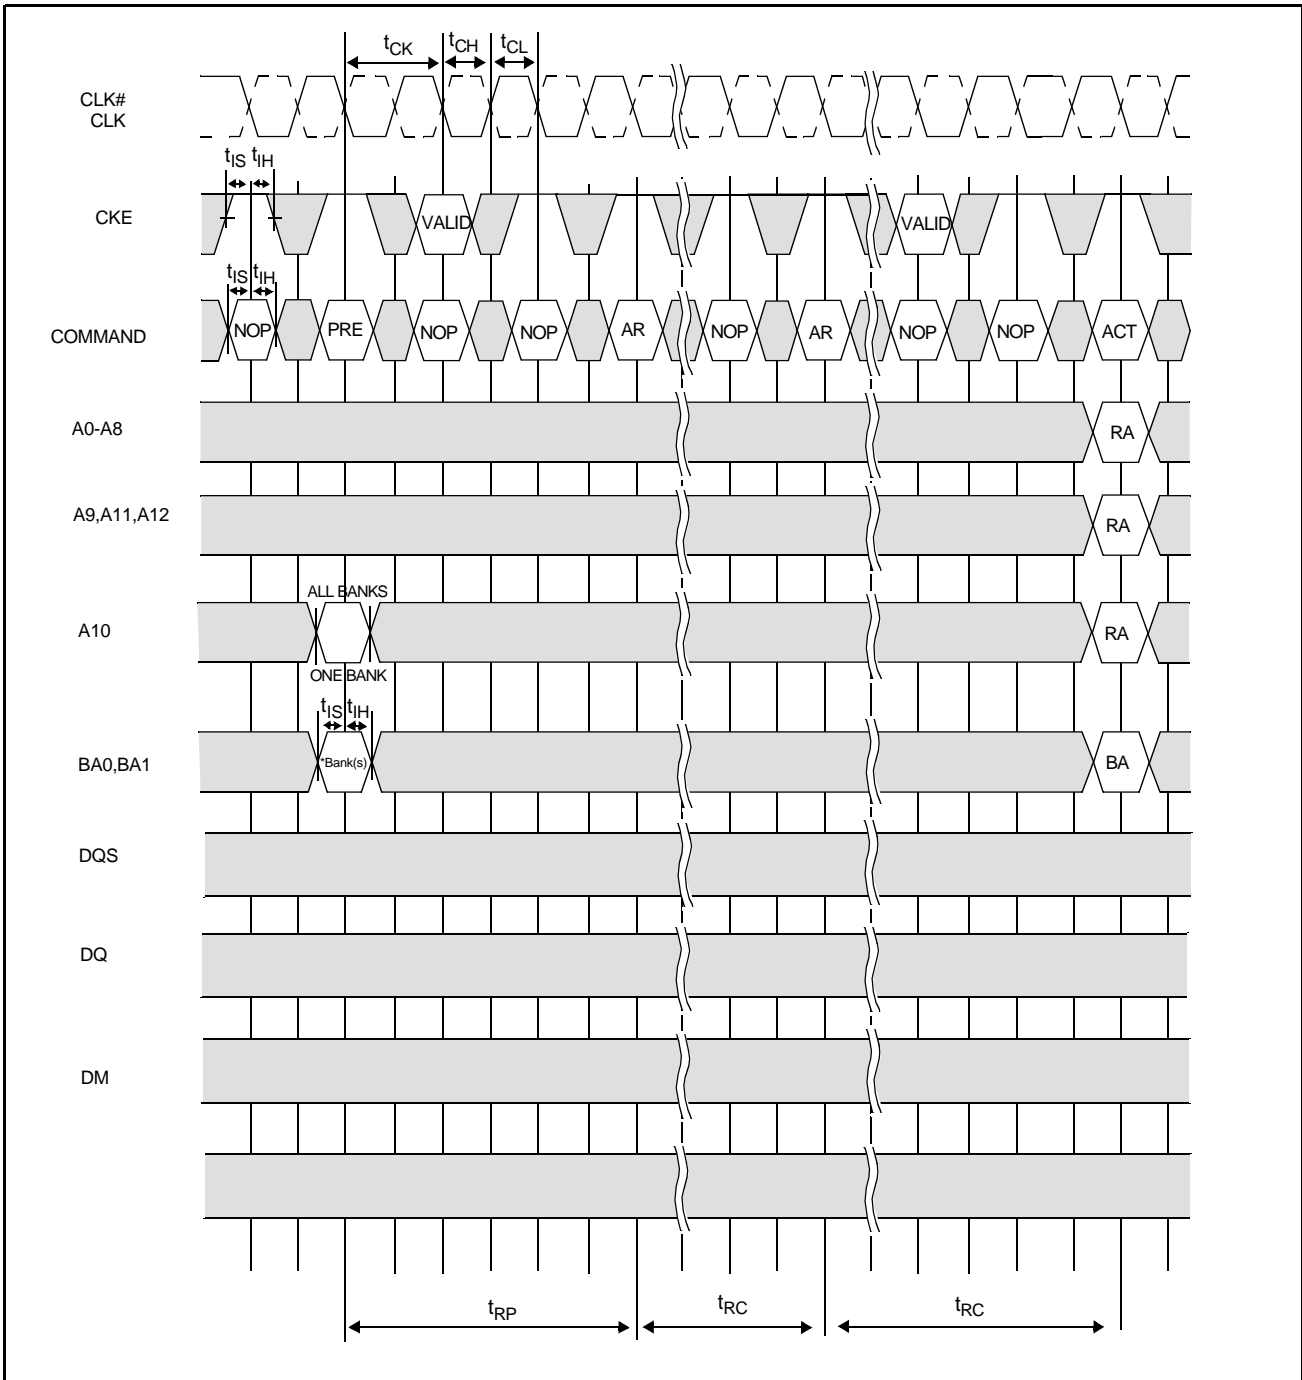 tCK tCH tCL
CLK#
CLK
tIS tIH
CKE VALID VALID
tIS tIH
COMMAND NOP PRE NOP NOP AR NOP AR NOP NOP ACT
A0-A8 RA
A9,A11,A12 RA
ALL BANKS
A10 RA
ONE BANK
tIS tIH
BA0,BA1 *Bank(s) BA
DQS
DQ
DM
tRP tRC tRC